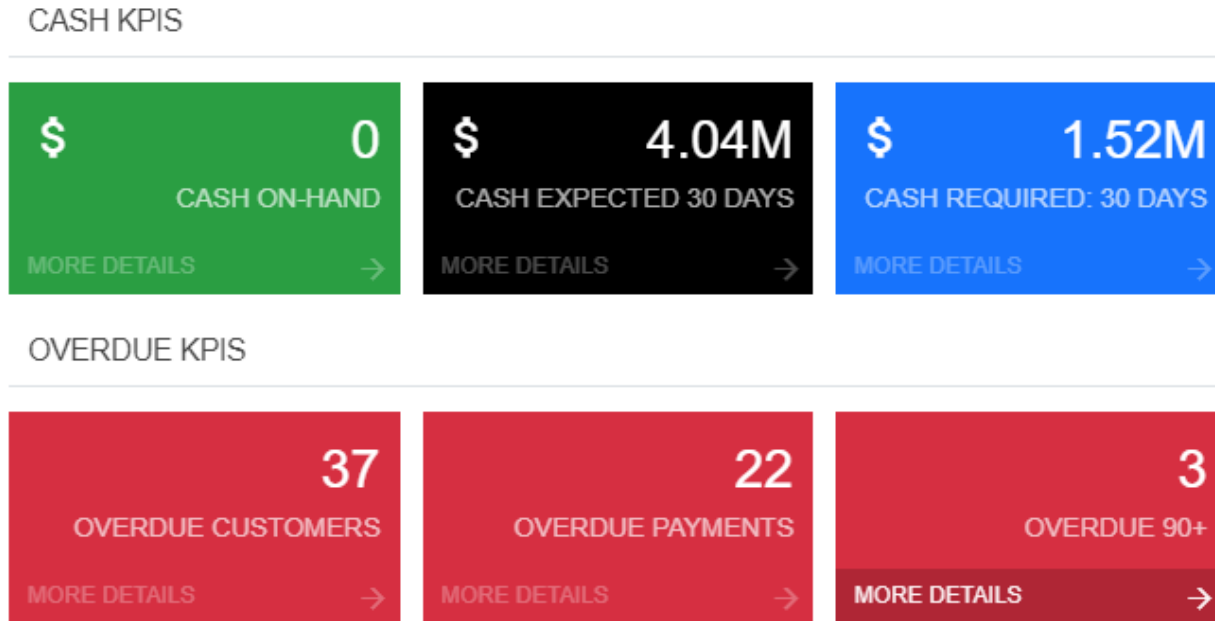 CASH KPIS
$ 0
CASH ON-HAND
MORE DETAILS
$ 4.04M
CASH EXPECTED 30 DAYS
MORE DETAILS
$ 1.52M
CASH REQUIRED: 30 DAYS
MORE DETAILS
OVERDUE KPIS
37
OVERDUE CUSTOMERS
MORE DETAILS
22
OVERDUE PAYMENTS
MORE DETAILS
3
OVERDUE 90+
MORE DETAILS